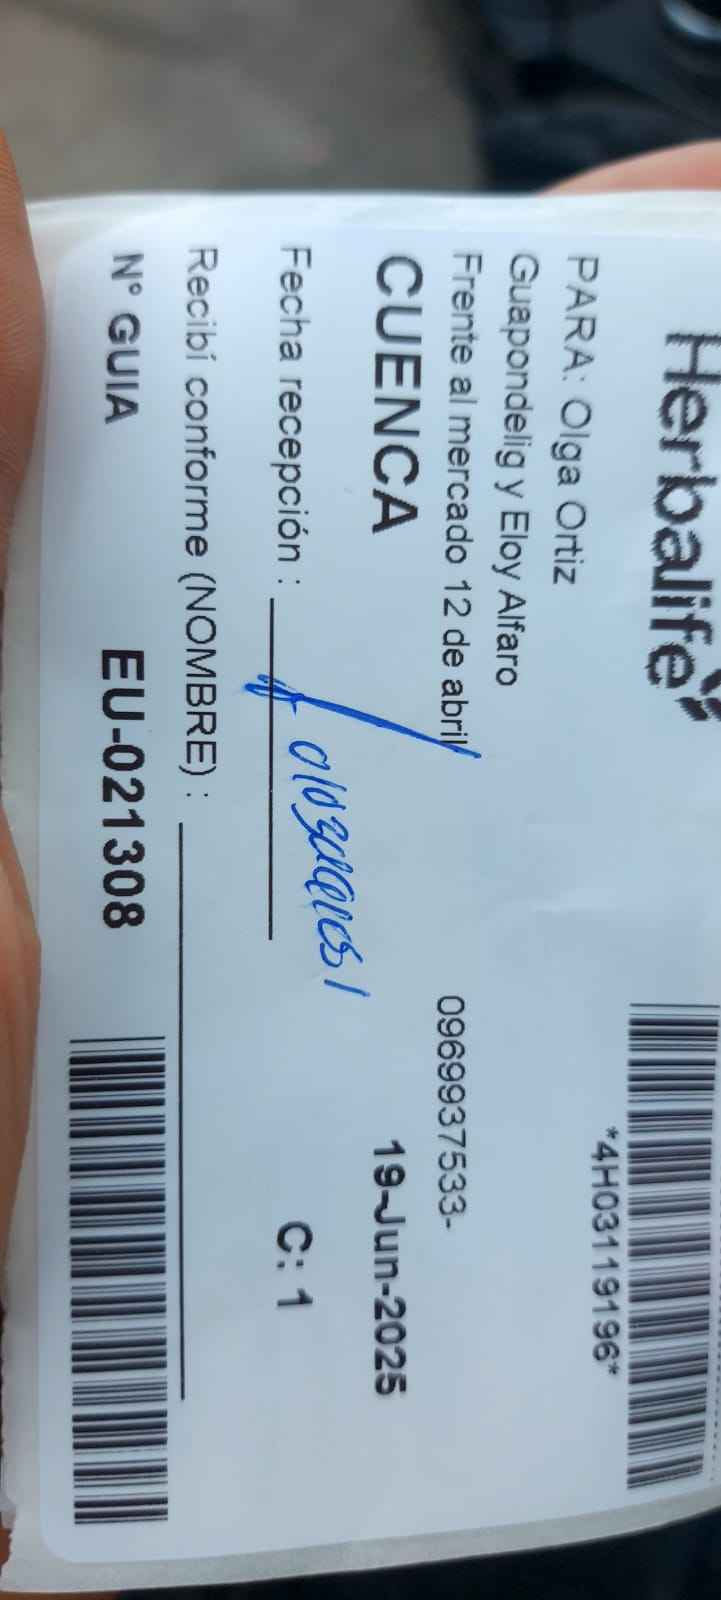 Herbalife
*4H03119196*
PARA: Olga Ortiz
Guapondelig y Eloy Alfaro
Frente al mercado 12 de abril 0969937533-
CUENCA 19-Jun-2025
Fecha recepción : C: 1
Recibí conforme (NOMBRE) :
Nº GUIA EU-021308